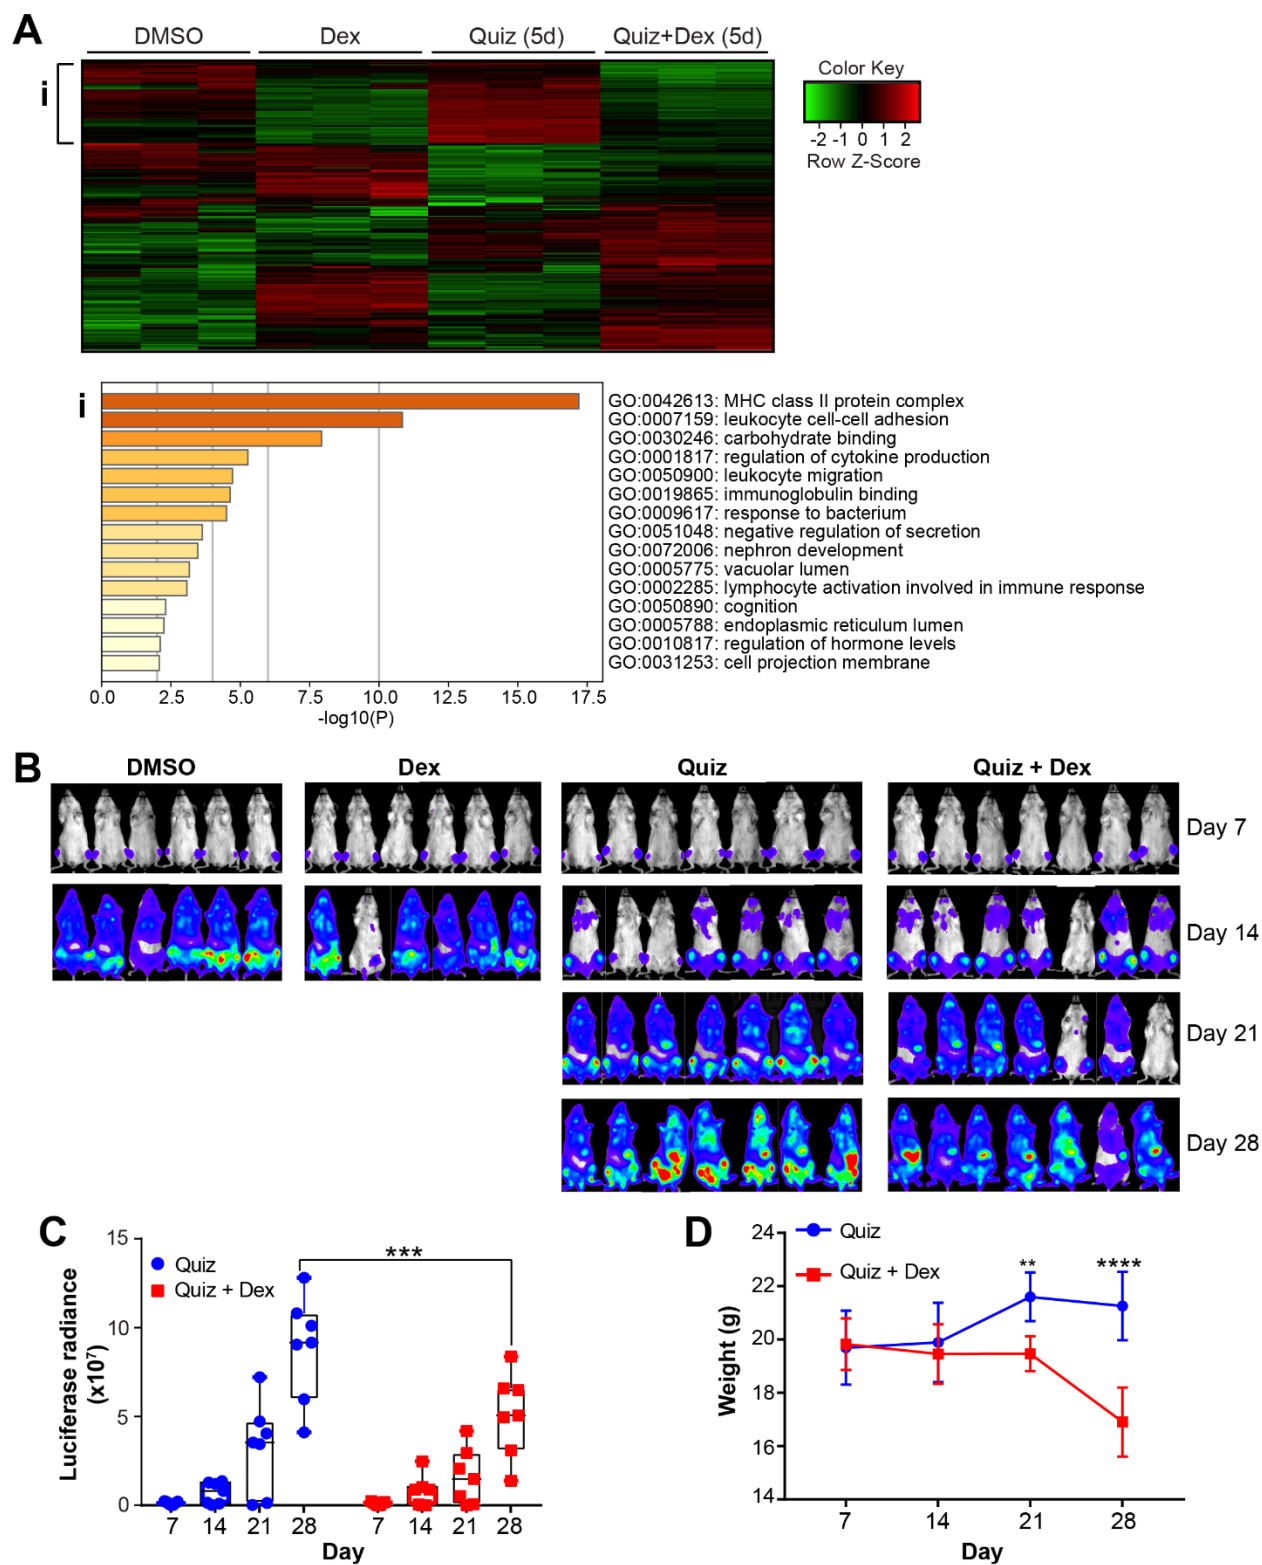 A
DMSO Dex Quiz (5d) Quiz+Dex (5d)
i
Color Key
-2 -1 0 1 2
Row Z-Score
i
GO:0042613: MHC class II protein complex
GO:0007159: leukocyte cell-cell adhesion
GO:0030246: carbohydrate binding
GO:0001817: regulation of cytokine production
GO:0050900: leukocyte migration
GO:0019865: immunoglobulin binding
GO:0009617: response to bacterium
GO:0051048: negative regulation of secretion
GO:0072006: nephron development
GO:0005775: vacuolar lumen
GO:0002285: lymphocyte activation involved in immune response
GO:0050890: cognition
GO:0005788: endoplasmic reticulum lumen
GO:0010817: regulation of hormone levels
GO:0031253: cell projection membrane
0.0 2.5 5.0 7.5 10.0 12.5 15.0 17.5
-log10(P)
B
DMSO Dex Quiz Quiz + Dex
Day 7
Day 14
Day 21
Day 28
C
Luciferase radiance
(x10⁷)
15
10
5
0
Quiz
Quiz + Dex
***
7 14 21 28 7 14 21 28
Day
D
Weight (g)
24
22
20
18
16
14
Quiz
Quiz + Dex
** ****
7 14 21 28
Day